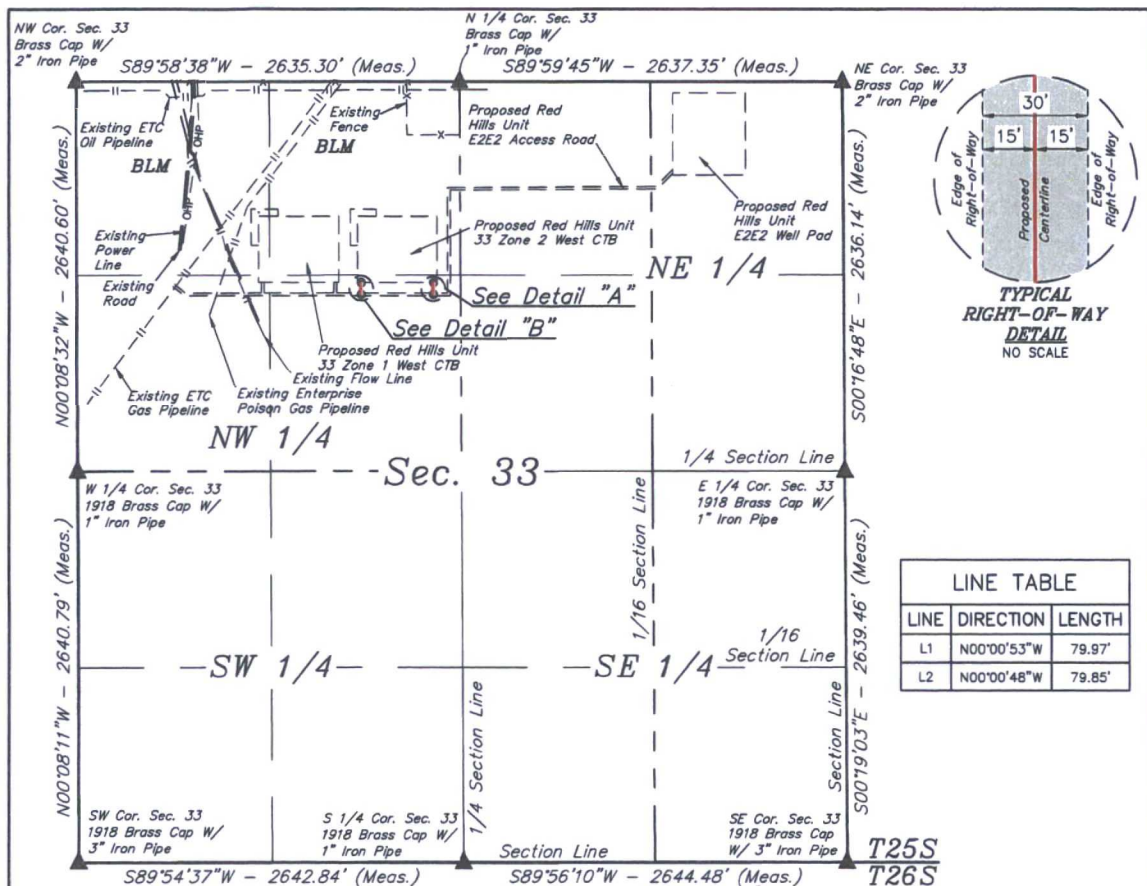 NW Cor. Sec. 33
Brass Cap W/
2" Iron Pipe
N 1/4 Cor. Sec. 33
Brass Cap W/
1" Iron Pipe
S89°58'38"W - 2635.30' (Meas.)
S89°59'45"W - 2637.35' (Meas.)
NE Cor. Sec. 33
Brass Cap W/
2" Iron Pipe
Existing ETC
Oil Pipeline
BLM
OHP
OHP
Existing
Fence
BLM
Proposed Red
Hills Unit
E2E2 Access Road
Proposed Red
Hills Unit
E2E2 Well Pad
Existing
Power
Line
Existing
Road
Proposed Red Hills Unit
33 Zone 2 West CTB
NE 1/4
See Detail "A"
See Detail "B"
Proposed Red Hills Unit
33 Zone 1 West CTB
Existing Flow Line
Existing Enterprise
Poison Gas Pipeline
Existing ETC
Gas Pipeline
NW 1/4
N00°08'32"W - 2640.60' (Meas.)
S00°16'48"E - 2636.14' (Meas.)
30'
15'
15'
Edge of
Right-of-Way
Proposed
Centerline
Edge of
Right-of-Way
TYPICAL
RIGHT-OF-WAY
DETAIL
NO SCALE
Sec. 33
1/4 Section Line
W 1/4 Cor. Sec. 33
1918 Brass Cap W/
1" Iron Pipe
E 1/4 Cor. Sec. 33
1918 Brass Cap W/
1" Iron Pipe
1/16 Section Line
1/16
Section Line
SW 1/4
SE 1/4
N00°08'11"W - 2640.79' (Meas.)
S00°19'03"E - 2639.46' (Meas.)
1/4 Section Line
Section Line
LINE TABLE
LINE DIRECTION LENGTH
L1 N00°00'53"W 79.97'
L2 N00°00'48"W 79.85'
SW Cor. Sec. 33
1918 Brass Cap W/
3" Iron Pipe
S 1/4 Cor. Sec. 33
1918 Brass Cap W/
1" Iron Pipe
SE Cor. Sec. 33
1918 Brass Cap
W/ 3" Iron Pipe
Section Line
T25S
T26S
S89°54'37"W - 2642.84' (Meas.)
S89°56'10"W - 2644.48' (Meas.)